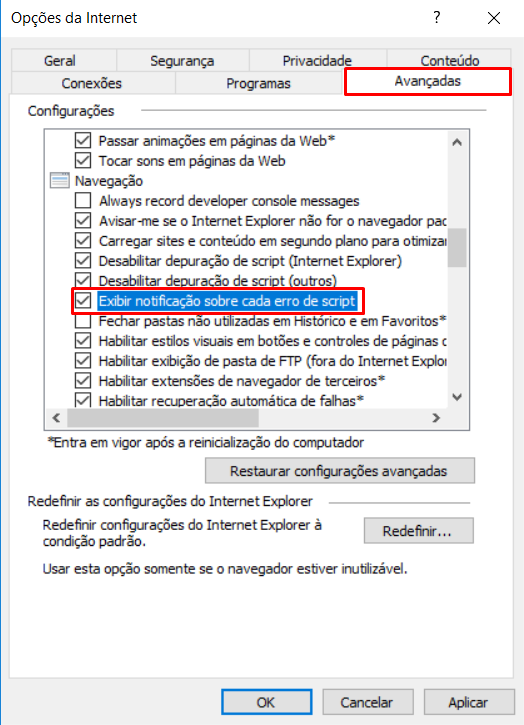 Opções da Internet ?
Geral Segurança Privacidade Conteúdo
Conexões Programas Avançadas
Configurações
Passar animações em páginas da Web*
Tocar sons em páginas da Web
Navegação
Always record developer console messages
Avisar-me se o Internet Explorer não for o navegador pad
Carregar sites e conteúdo em segundo plano para otimizar
Desabilitar depuração de script (Internet Explorer)
Desabilitar depuração de script (outros)
Exibir notificação sobre cada erro de script
Fechar pastas não utilizadas em Histórico e em Favoritos*
Habilitar estilos visuais em botões e controles de páginas d
Habilitar exibição de pasta de FTP (fora do Internet Explor
Habilitar extensões de navegador de terceiros*
Habilitar recuperação automática de falhas*
*Entra em vigor após a reinicialização do computador
Restaurar configurações avançadas
Redefinir as configurações do Internet Explorer
Redefinir configurações do Internet Explorer à
condição padrão.
Redefinir...
Usar esta opção somente se o navegador estiver inutilizável.
OK Cancelar Aplicar